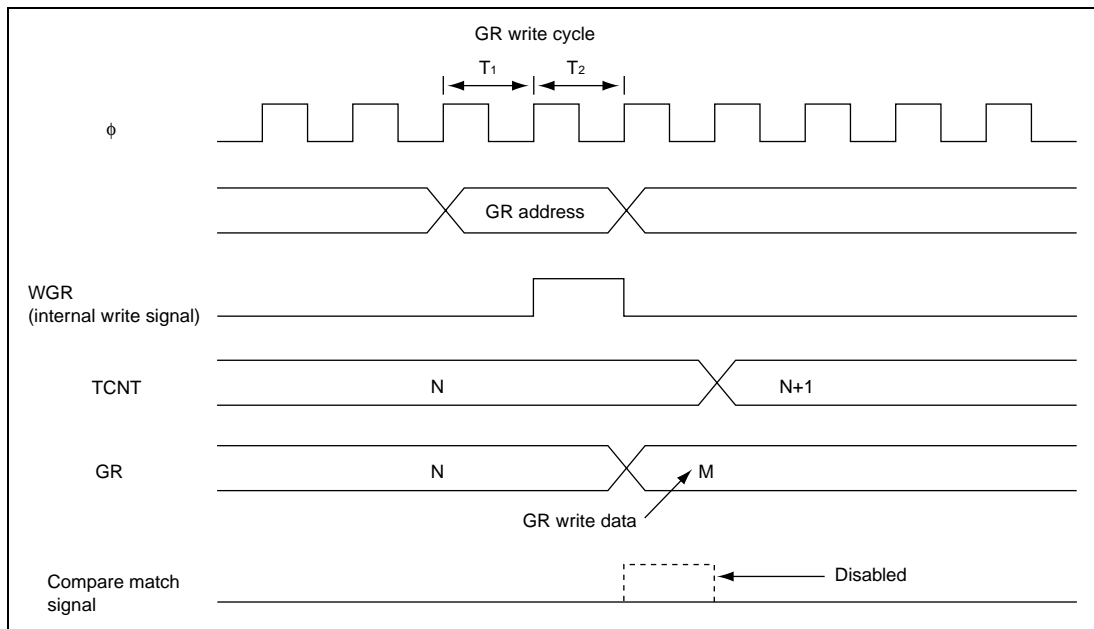 GR write cycle
T1 T2
ϕ
GR address
WGR
(internal write signal)
TCNT
N
N+1
GR
N
M
GR write data
Compare match
signal
Disabled